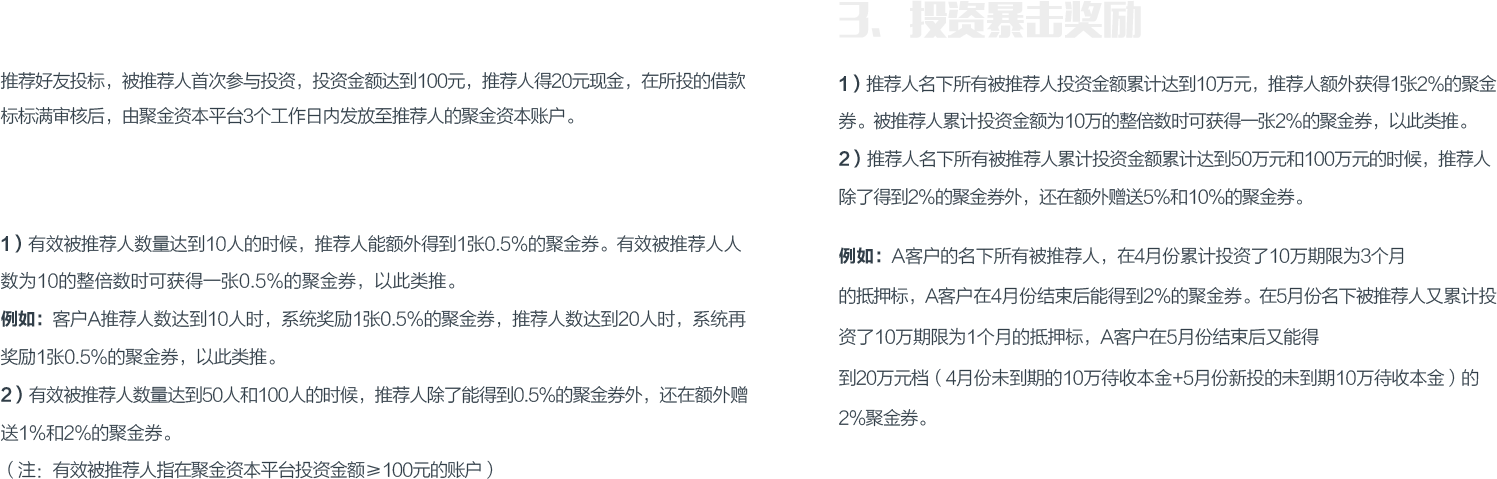 推荐好友投标，被推荐人首次参与投资，投资金额达到100元，推荐人得20元现金，在所投的借款
标标满审核后，由聚金资本平台3个工作日内发放至推荐人的聚金资本账户。
1）有效被推荐人数量达到10人的时候，推荐人能额外得到1张0.5%的聚金券。有效被推荐人人
数为10的整倍数时可获得一张0.5%的聚金券，以此类推。
例如：客户A推荐人数达到10人时，系统奖励1张0.5%的聚金券，推荐人数达到20人时，系统再
奖励1张0.5%的聚金券，以此类推。
2）有效被推荐人数量达到50人和100人的时候，推荐人除了能得到0.5%的聚金券外，还在额外赠
送1%和2%的聚金券。
（注：有效被推荐人指在聚金资本平台投资金额≥100元的账户）
3、投资暴击奖励
1）推荐人名下所有被推荐人投资金额累计达到10万元，推荐人额外获得1张2%的聚金
券。被推荐人累计投资金额为10万的整倍数时可获得一张2%的聚金券，以此类推。
2）推荐人名下所有被推荐人累计投资金额累计达到50万元和100万元的时候，推荐人
除了得到2%的聚金券外，还在额外赠送5%和10%的聚金券。
例如：A客户的名下所有被推荐人，在4月份累计投资了10万期限为3个月
的抵押标，A客户在4月份结束后能得到2%的聚金券。在5月份名下被推荐人又累计投
资了10万期限为1个月的抵押标，A客户在5月份结束后又能得
到20万元档（4月份未到期的10万待收本金+5月份新投的未到期10万待收本金）的
2%聚金券。